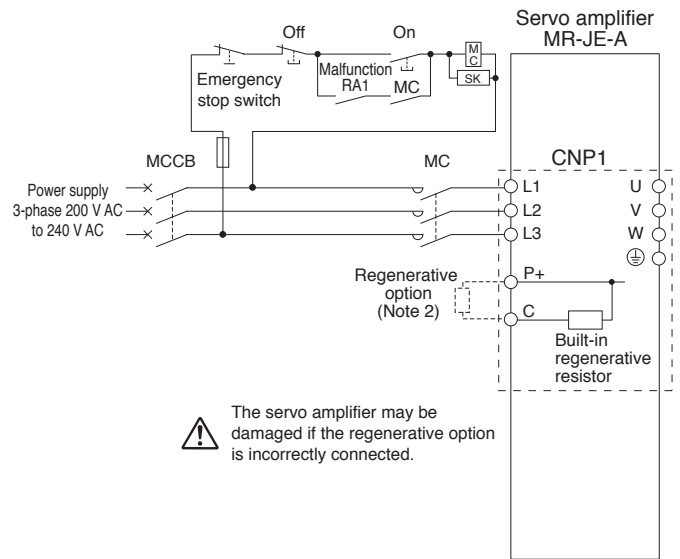 Servo amplifier
MR-JE-A
Off
On
Emergency
stop switch
Malfunction
RA1
MC
M
C
SK
MCCB
MC
CNP1
Power supply
3-phase 200 V AC
to 240 V AC
L1
L2
L3
U
V
W
Regenerative
option
(Note 2)
P+
C
Built-in
regenerative
resistor
The servo amplifier may be
damaged if the regenerative option
is incorrectly connected.